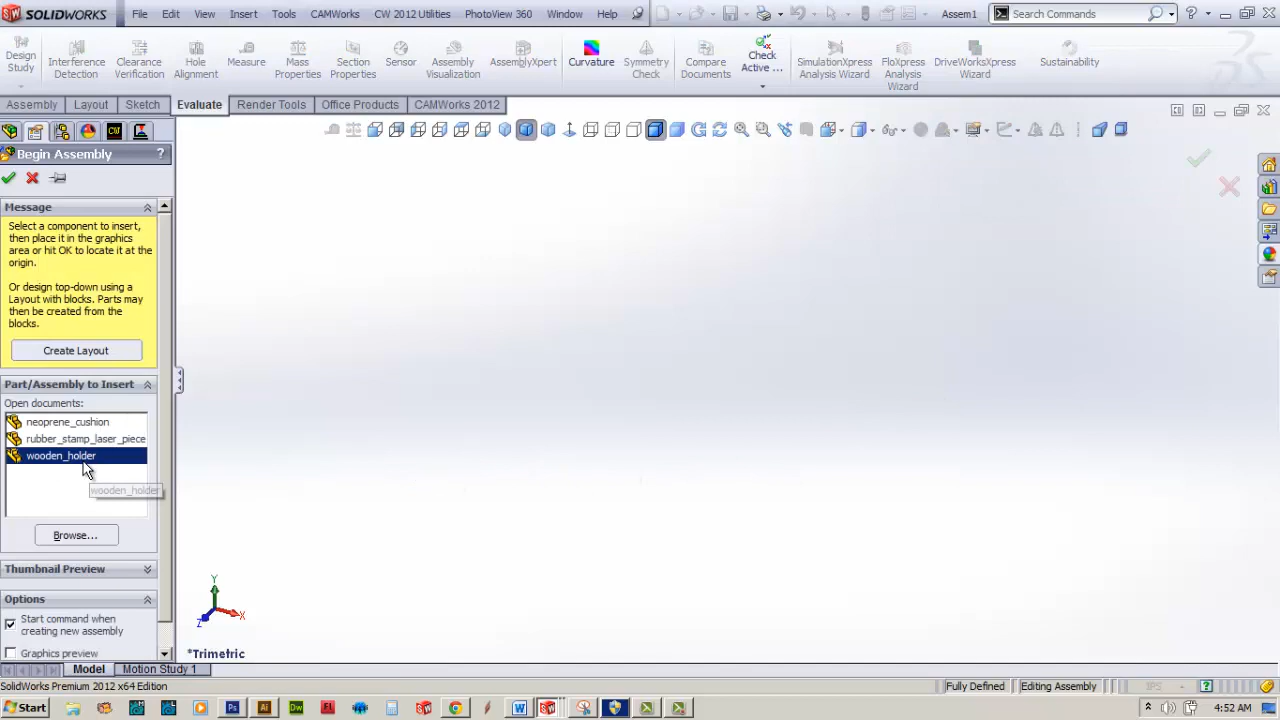 SOLIDWORKS File Edit View Insert Tools CAMWorks CW 2012 Utilities PhotoView 360 Window Help Assem1 Search Commands
Design Study
Interference Detection
Clearance Verification
Hole Alignment
Measure
Mass Properties
Section Properties
Sensor
Assembly Visualization
AssemblyXpert
Curvature
Symmetry Check
Compare Documents
Check Active ...
SimulationXpress Analysis Wizard
FloXpress Analysis Wizard
DriveWorksXpress Wizard
Sustainability
Assembly Layout Sketch Evaluate Render Tools Office Products CAMWorks 2012
Begin Assembly ?
Message
Select a component to insert,
then place it in the graphics
area or hit OK to locate it at the
origin.
Or design top-down using a
Layout with blocks. Parts may
then be created from the
blocks.
Create Layout
Part/Assembly to Insert
Open documents:
neoprene_cushion
rubber_stamp_laser_piece
wooden_holder
wooden_holder
Browse...
Thumbnail Preview
Options
Start command when
creating new assembly
Graphics preview
Y
X
Z
*Trimetric
Model Motion Study 1
SolidWorks Premium 2012 x64 Edition Fully Defined Editing Assembly IPS
Start 4:52 AM